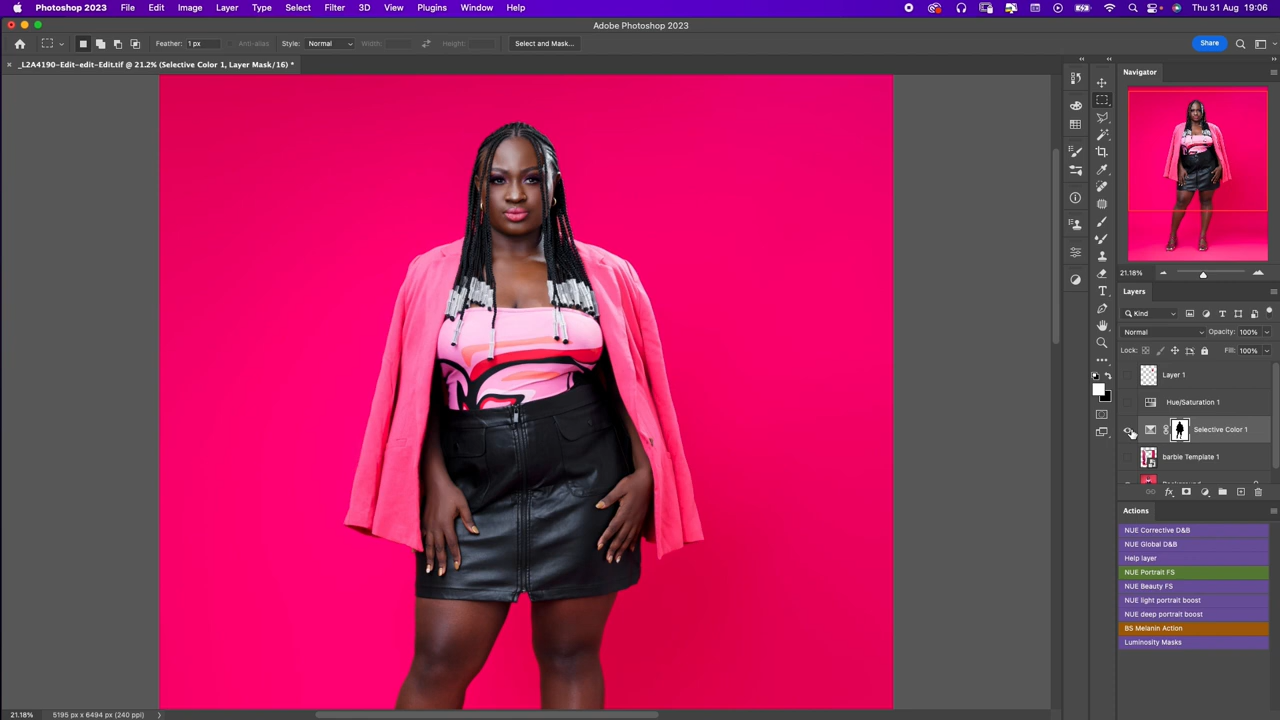 Photoshop 2023 File Edit Image Layer Type Select Filter 3D View Plugins Window Help Thu 31 Aug 19:06
Adobe Photoshop 2023
Feather: 1 px Anti-alias Style: Normal Width: Height: Select and Mask... Share
_L2A4190-Edit-edit-Edit.tif @ 21.2% (Selective Color 1, Layer Mask/16) *
Navigator
21.18%
Layers
Kind
Normal Opacity: 100%
Lock: Fill: 100%
Layer 1
Hue/Saturation 1
Selective Color 1
barbie Template 1
Background
Actions
NUE Corrective D&B
NUE Global D&B
Help layer
NUE Portrait FS
NUE Beauty FS
NUE light portrait boost
NUE deep portrait boost
BS Melanin Action
Luminosity Masks
21.18% 5195 px x 6494 px (240 ppi)